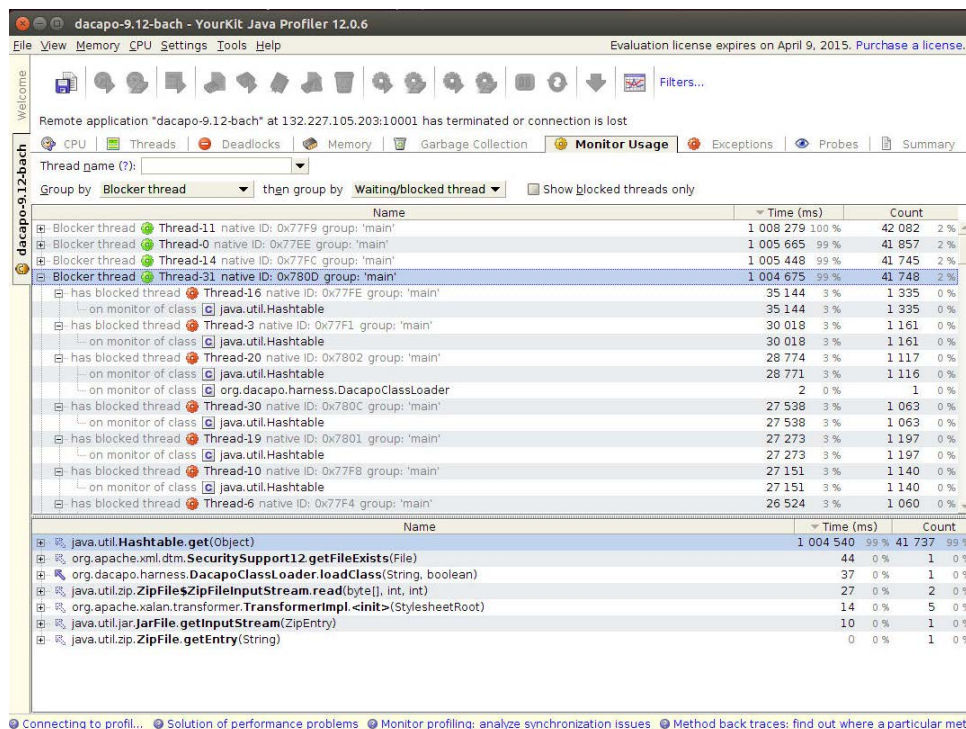 dacapo-9.12-bach - YourKit Java Profiler 12.0.6
File View Memory CPU Settings Tools Help Evaluation license expires on April 9, 2015. Purchase a license.
Welcome
dacapo-9.12-bach
Filters...
Remote application "dacapo-9.12-bach" at 132.227.105.203:10001 has terminated or connection is lost
CPU Threads Deadlocks Memory Garbage Collection Monitor Usage Exceptions Probes Summary
Thread name (?):
Group by Blocker thread then group by Waiting/blocked thread Show blocked threads only
Name Time (ms) Count
Blocker thread Thread-11 native ID: 0x77F9 group: 'main' 1 008 279 100 % 42 082 2 %
Blocker thread Thread-0 native ID: 0x77EE group: 'main' 1 005 665 99 % 41 857 2 %
Blocker thread Thread-14 native ID: 0x77FC group: 'main' 1 005 448 99 % 41 745 2 %
Blocker thread Thread-31 native ID: 0x780D group: 'main' 1 004 675 99 % 41 748 2 %
has blocked thread Thread-16 native ID: 0x77FE group: 'main' 35 144 3 % 1 335 0 %
on monitor of class java.util.Hashtable 35 144 3 % 1 335 0 %
has blocked thread Thread-3 native ID: 0x77F1 group: 'main' 30 018 3 % 1 161 0 %
on monitor of class java.util.Hashtable 30 018 3 % 1 161 0 %
has blocked thread Thread-20 native ID: 0x7802 group: 'main' 28 774 3 % 1 117 0 %
on monitor of class java.util.Hashtable 28 771 3 % 1 116 0 %
on monitor of class org.dacapo.harness.DacapoClassLoader 2 0 % 1 0 %
has blocked thread Thread-30 native ID: 0x780C group: 'main' 27 538 3 % 1 063 0 %
on monitor of class java.util.Hashtable 27 538 3 % 1 063 0 %
has blocked thread Thread-19 native ID: 0x7801 group: 'main' 27 273 3 % 1 197 0 %
on monitor of class java.util.Hashtable 27 273 3 % 1 197 0 %
has blocked thread Thread-10 native ID: 0x77F8 group: 'main' 27 151 3 % 1 140 0 %
on monitor of class java.util.Hashtable 27 151 3 % 1 140 0 %
has blocked thread Thread-6 native ID: 0x77F4 group: 'main' 26 524 3 % 1 060 0 %
Name Time (ms) Count
java.util.Hashtable.get(Object) 1 004 540 99 % 41 737 99 %
org.apache.xml.dtm.SecuritySupport12.getFileExists(File) 44 0 % 1 0 %
org.dacapo.harness.DacapoClassLoader.loadClass(String, boolean) 37 0 % 1 0 %
java.util.zip.ZipFile$ZipFileInputStream.read(byte[], int, int) 27 0 % 2 0 %
org.apache.xalan.transformer.TransformerImpl.<init>(StylesheetRoot) 14 0 % 5 0 %
java.util.jar.JarFile.getInputStream(ZipEntry) 10 0 % 1 0 %
java.util.zip.ZipFile.getEntry(String) 0 0 % 1 0 %
Connecting to profil... Solution of performance problems Monitor profiling: analyze synchronization issues Method back traces: find out where a particular met